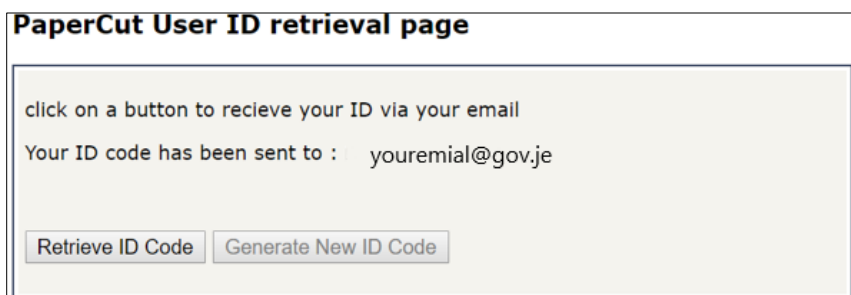 PaperCut User ID retrieval page
click on a button to recieve your ID via your email
Your ID code has been sent to : youremial@gov.je
Retrieve ID Code Generate New ID Code